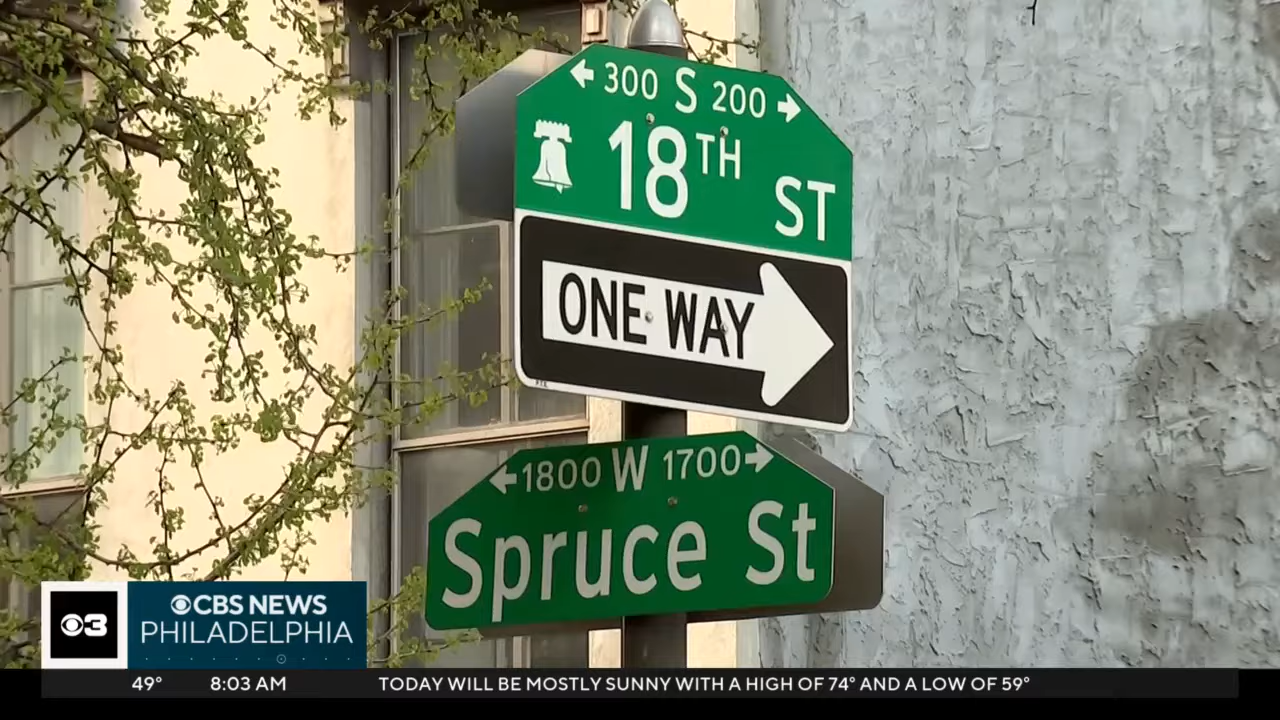 ← 300 S 200 →
18TH ST
ONE WAY
← 1800 W 1700 →
Spruce St
3
CBS NEWS
PHILADELPHIA
49° 8:03 AM TODAY WILL BE MOSTLY SUNNY WITH A HIGH OF 74° AND A LOW OF 59°